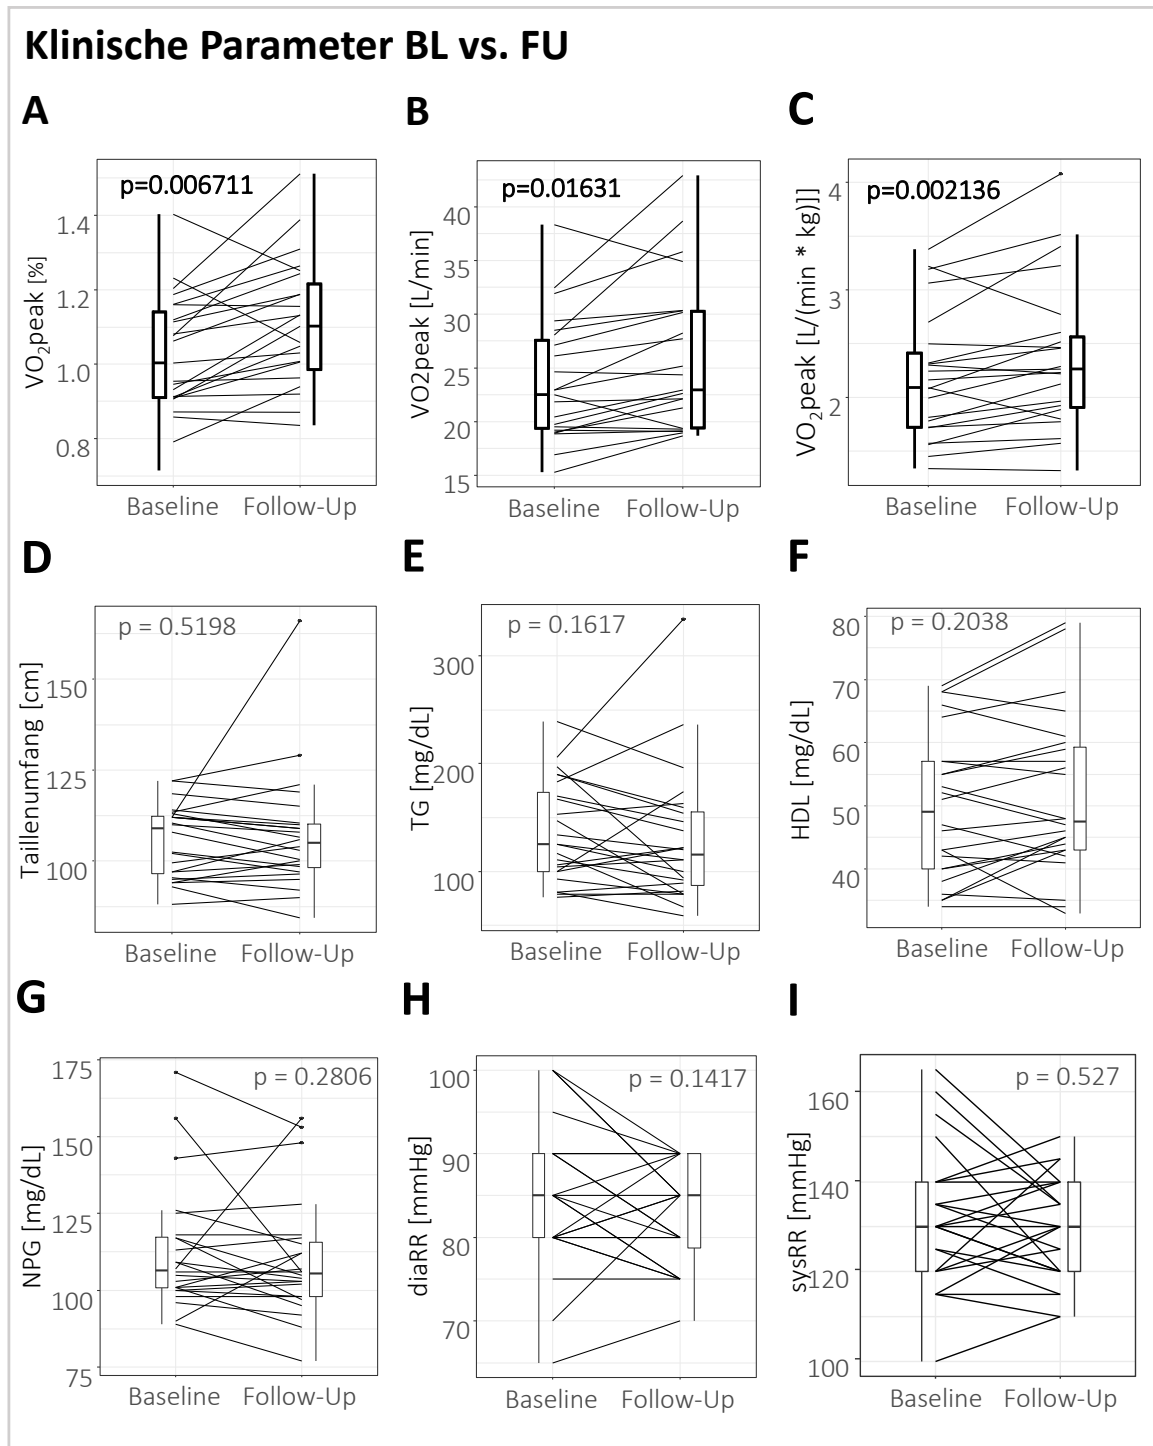 Klinische Parameter BL vs. FU
A
B
C
p=0.006711
VO₂peak [%]
1.4
1.2
1.0
0.8
Baseline Follow-Up
p=0.01631
VO2peak [L/min]
40
35
30
25
20
15
Baseline Follow-Up
p=0.002136
VO₂peak [L/(min * kg)]]
4
3
2
Baseline Follow-Up
D
E
F
p = 0.5198
Taillenumfang [cm]
150
125
100
Baseline Follow-Up
p = 0.1617
TG [mg/dL]
300
200
100
Baseline Follow-Up
p = 0.2038
HDL [mg/dL]
80
70
60
50
40
Baseline Follow-Up
G
H
I
p = 0.2806
NPG [mg/dL]
175
150
125
100
75
Baseline Follow-Up
p = 0.1417
diaRR [mmHg]
100
90
80
70
Baseline Follow-Up
p = 0.527
sysRR [mmHg]
160
140
120
100
Baseline Follow-Up